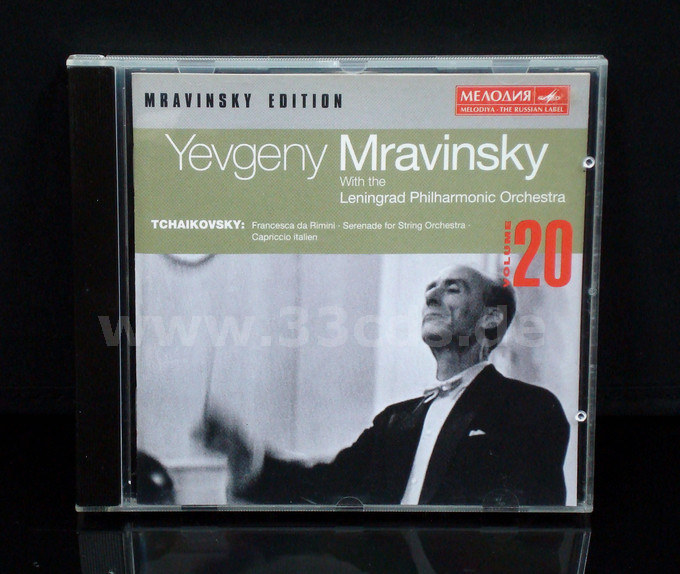 MRAVINSKY EDITION
МЕЛОДИЯ
MELODIYA - THE RUSSIAN LABEL
Yevgeny Mravinsky
With the
Leningrad Philharmonic Orchestra
TCHAIKOVSKY: Francesca da Rimini · Serenade for String Orchestra ·
Capriccio italien
VOLUME 20
www.33cds.de